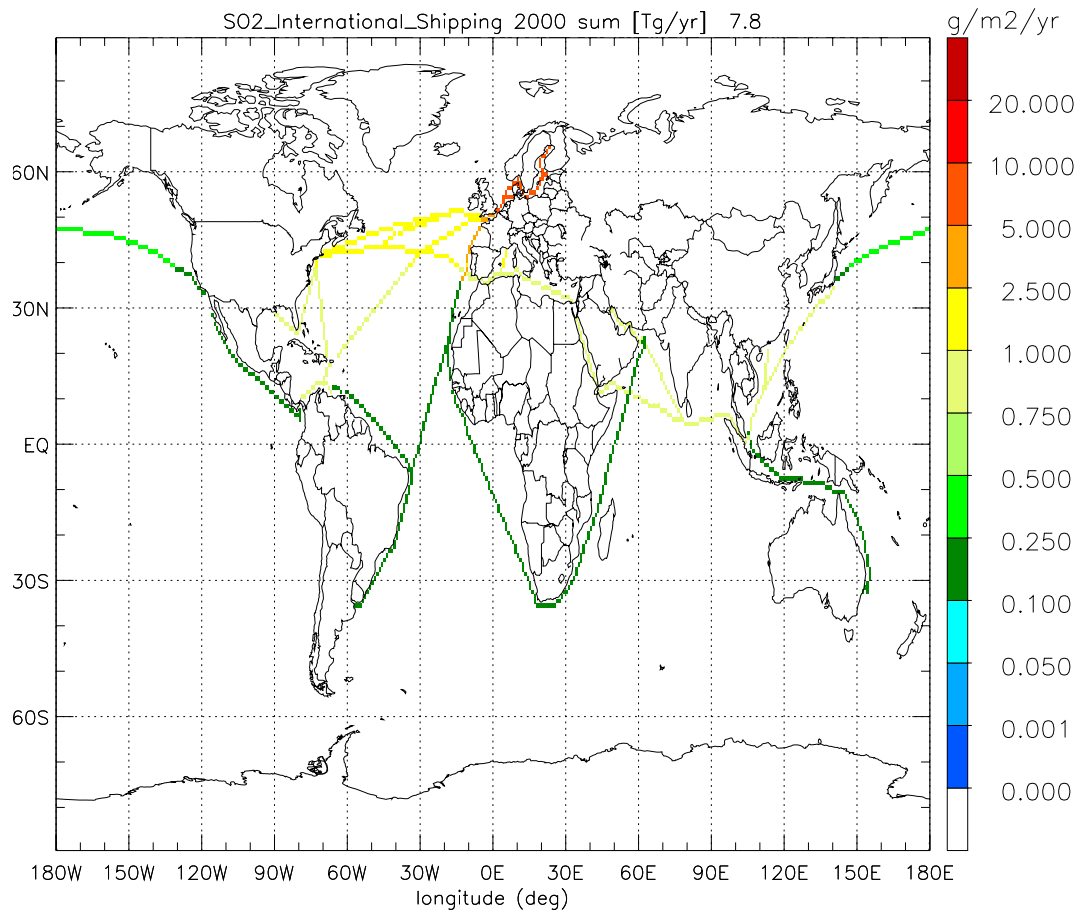 SO2_International_Shipping 2000 sum [Tg/yr] 7.8
g/m2/yr
20.000
10.000
5.000
2.500
1.000
0.750
0.500
0.250
0.100
0.050
0.001
0.000
60N
30N
EQ
30S
60S
180W 150W 120W 90W 60W 30W 0E 30E 60E 90E 120E 150E 180E
longitude (deg)